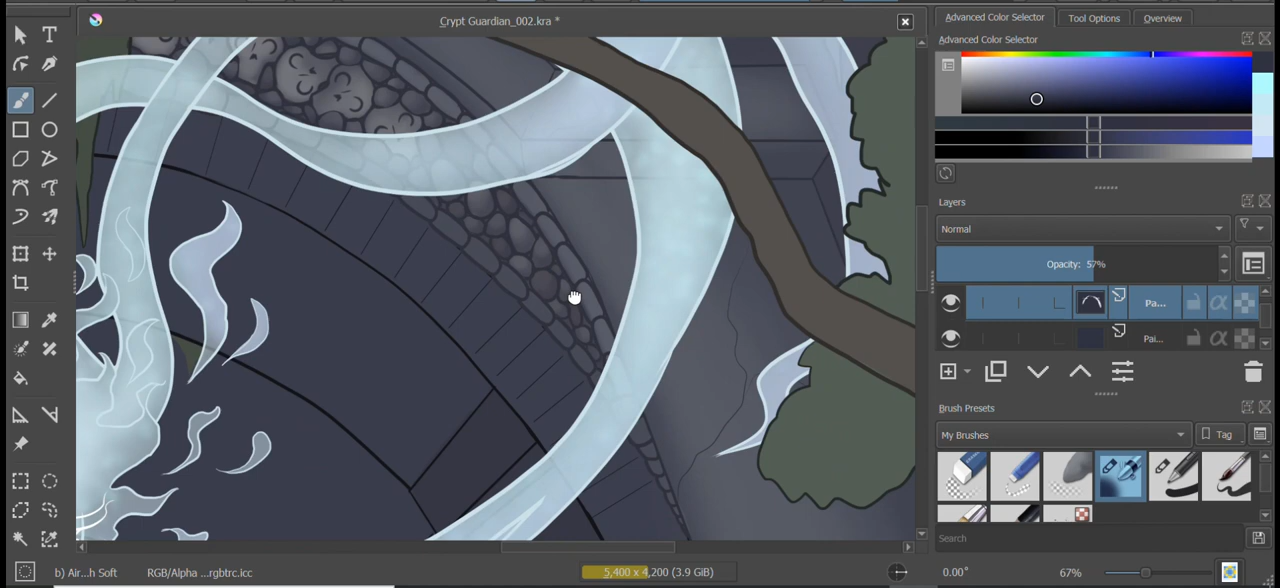 Crypt Guardian_002.kra *
Advanced Color Selector
Tool Options
Overview
Advanced Color Selector
Layers
Normal
Opacity: 57%
Pa...
Pai...
Brush Presets
My Brushes
Tag
Search
b) Air...h Soft
RGB/Alpha ...rgbtrc.icc
5,400 x 4,200 (3.9 GiB)
0.00°
67%